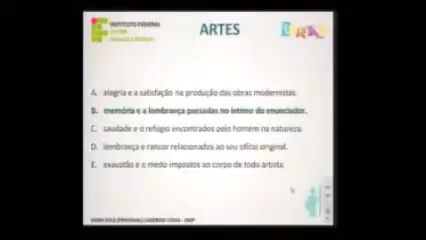 INSTITUTO FEDERAL
ARTES
A. alegria e a satisfação na produção das obras modernistas.
B. memória e a lembrança passadas no íntimo do enunciador.
C. saudade e o refúgio encontrados pelo homem na natureza.
D. lembrança e rancor relacionados ao seu ofício original.
E. exaustão e o medo impostos ao corpo de todo artista.